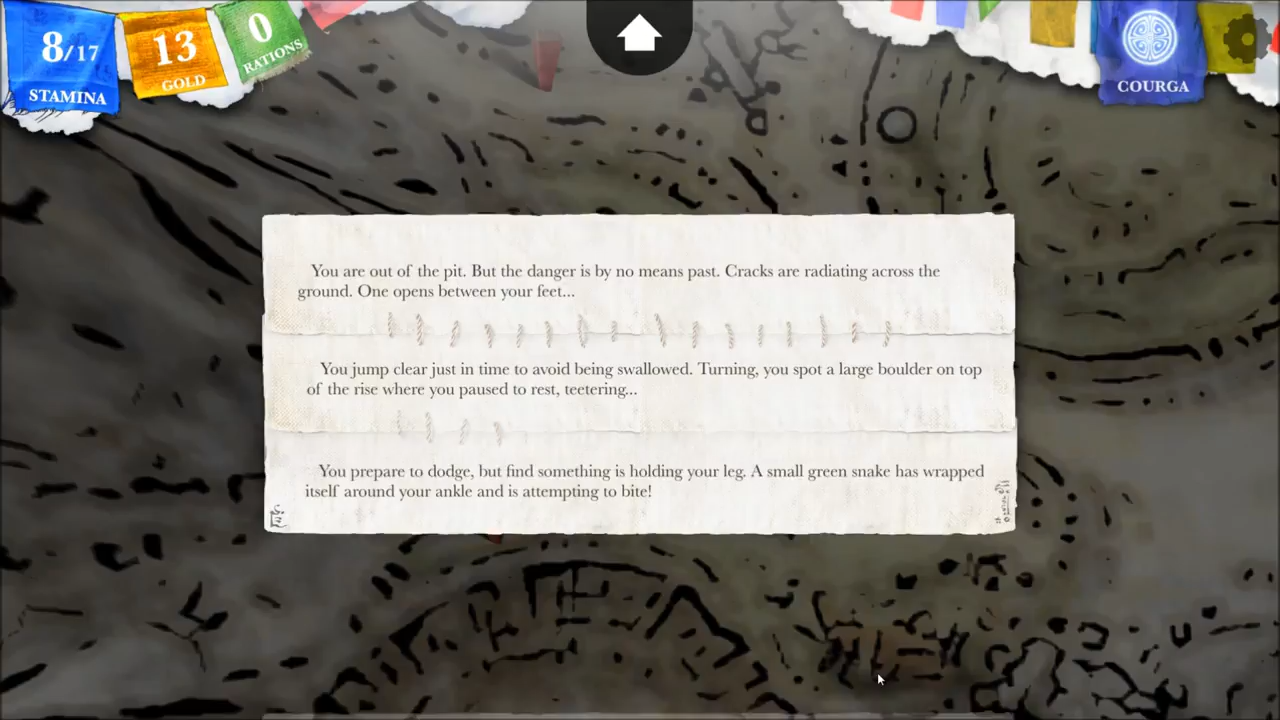 8/17
STAMINA
13
GOLD
0
RATIONS
COURGA
You are out of the pit. But the danger is by no means past. Cracks are radiating across the
ground. One opens between your feet...
You jump clear just in time to avoid being swallowed. Turning, you spot a large boulder on top
of the rise where you paused to rest, teetering...
You prepare to dodge, but find something is holding your leg. A small green snake has wrapped
itself around your ankle and is attempting to bite!